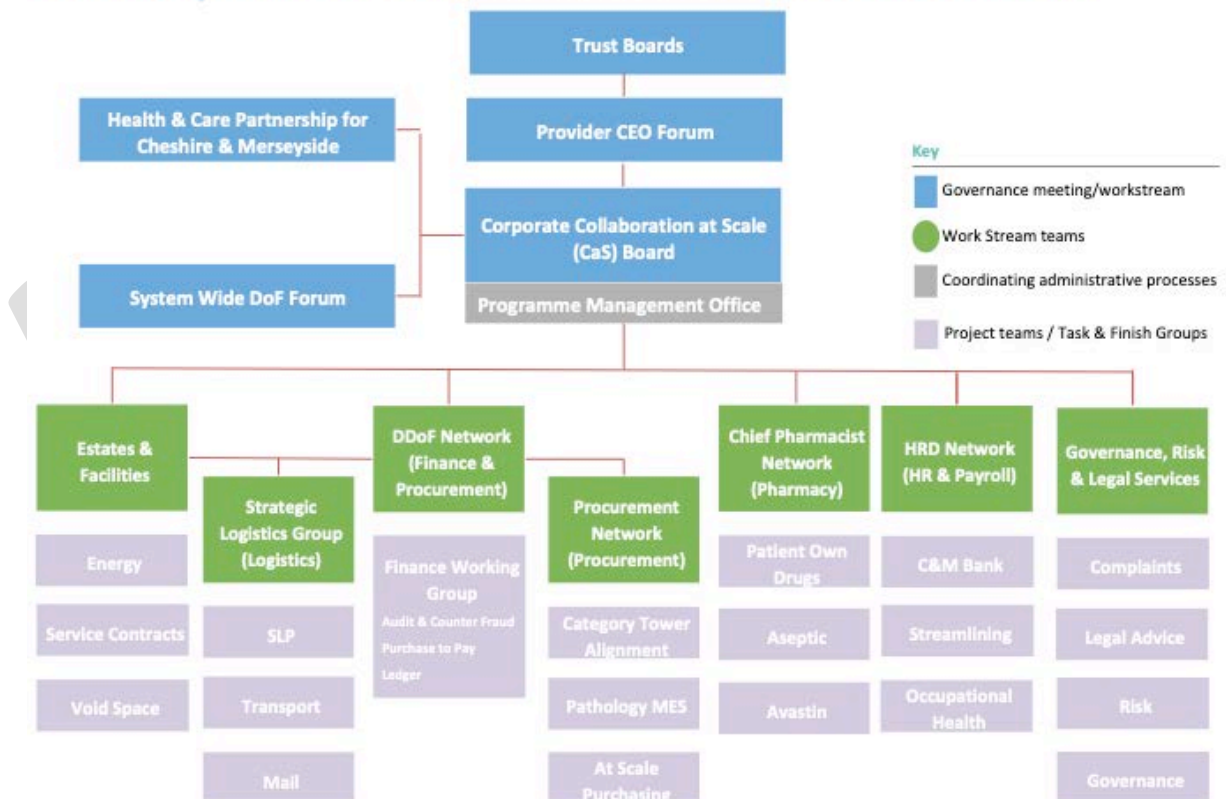 Trust Boards
Health & Care Partnership for
Cheshire & Merseyside
Provider CEO Forum
Key
Governance meeting/workstream
Work Stream teams
Coordinating administrative processes
Project teams / Task & Finish Groups
Corporate Collaboration at Scale
(CaS) Board
System Wide DoF Forum
Programme Management Office
Estates &
Facilities
Energy
Service Contracts
Void Space
Strategic
Logistics Group
(Logistics)
SLP
Transport
Mail
DDoF Network
(Finance &
Procurement)
Finance Working
Group
Audit & Counter Fraud
Purchase to Pay
Ledger
Procurement
Network
(Procurement)
Category Tower
Alignment
Pathology MES
At Scale
Purchasing
Chief Pharmacist
Network
(Pharmacy)
Patient Own
Drugs
Aseptic
Avastin
HRD Network
(HR & Payroll)
C&M Bank
Streamlining
Occupational
Health
Governance, Risk
& Legal Services
Complaints
Legal Advice
Risk
Governance